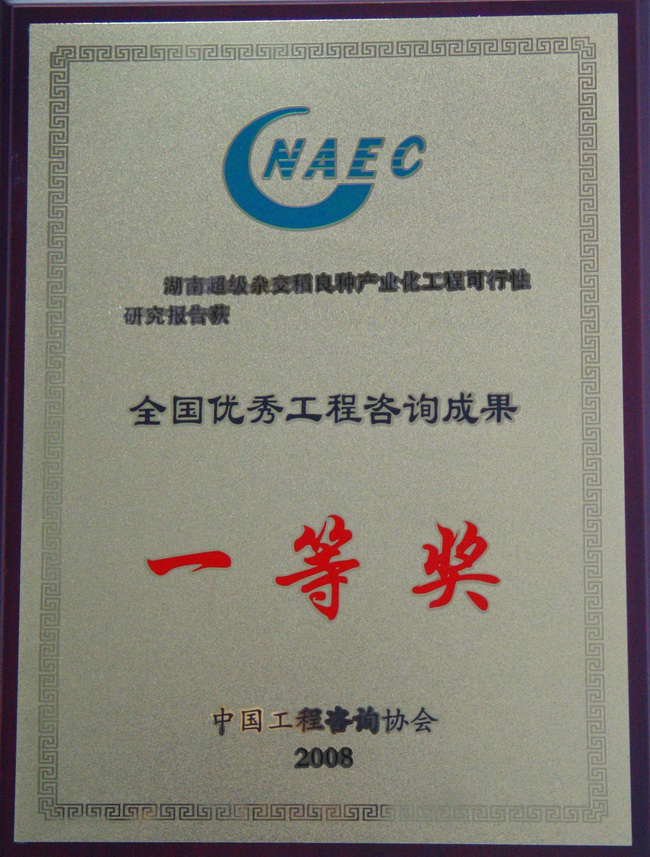 CNAEC
湖南超级杂交稻良种产业化工程可行性
研究报告获
全国优秀工程咨询成果
一等奖
中国工程咨询协会
2008